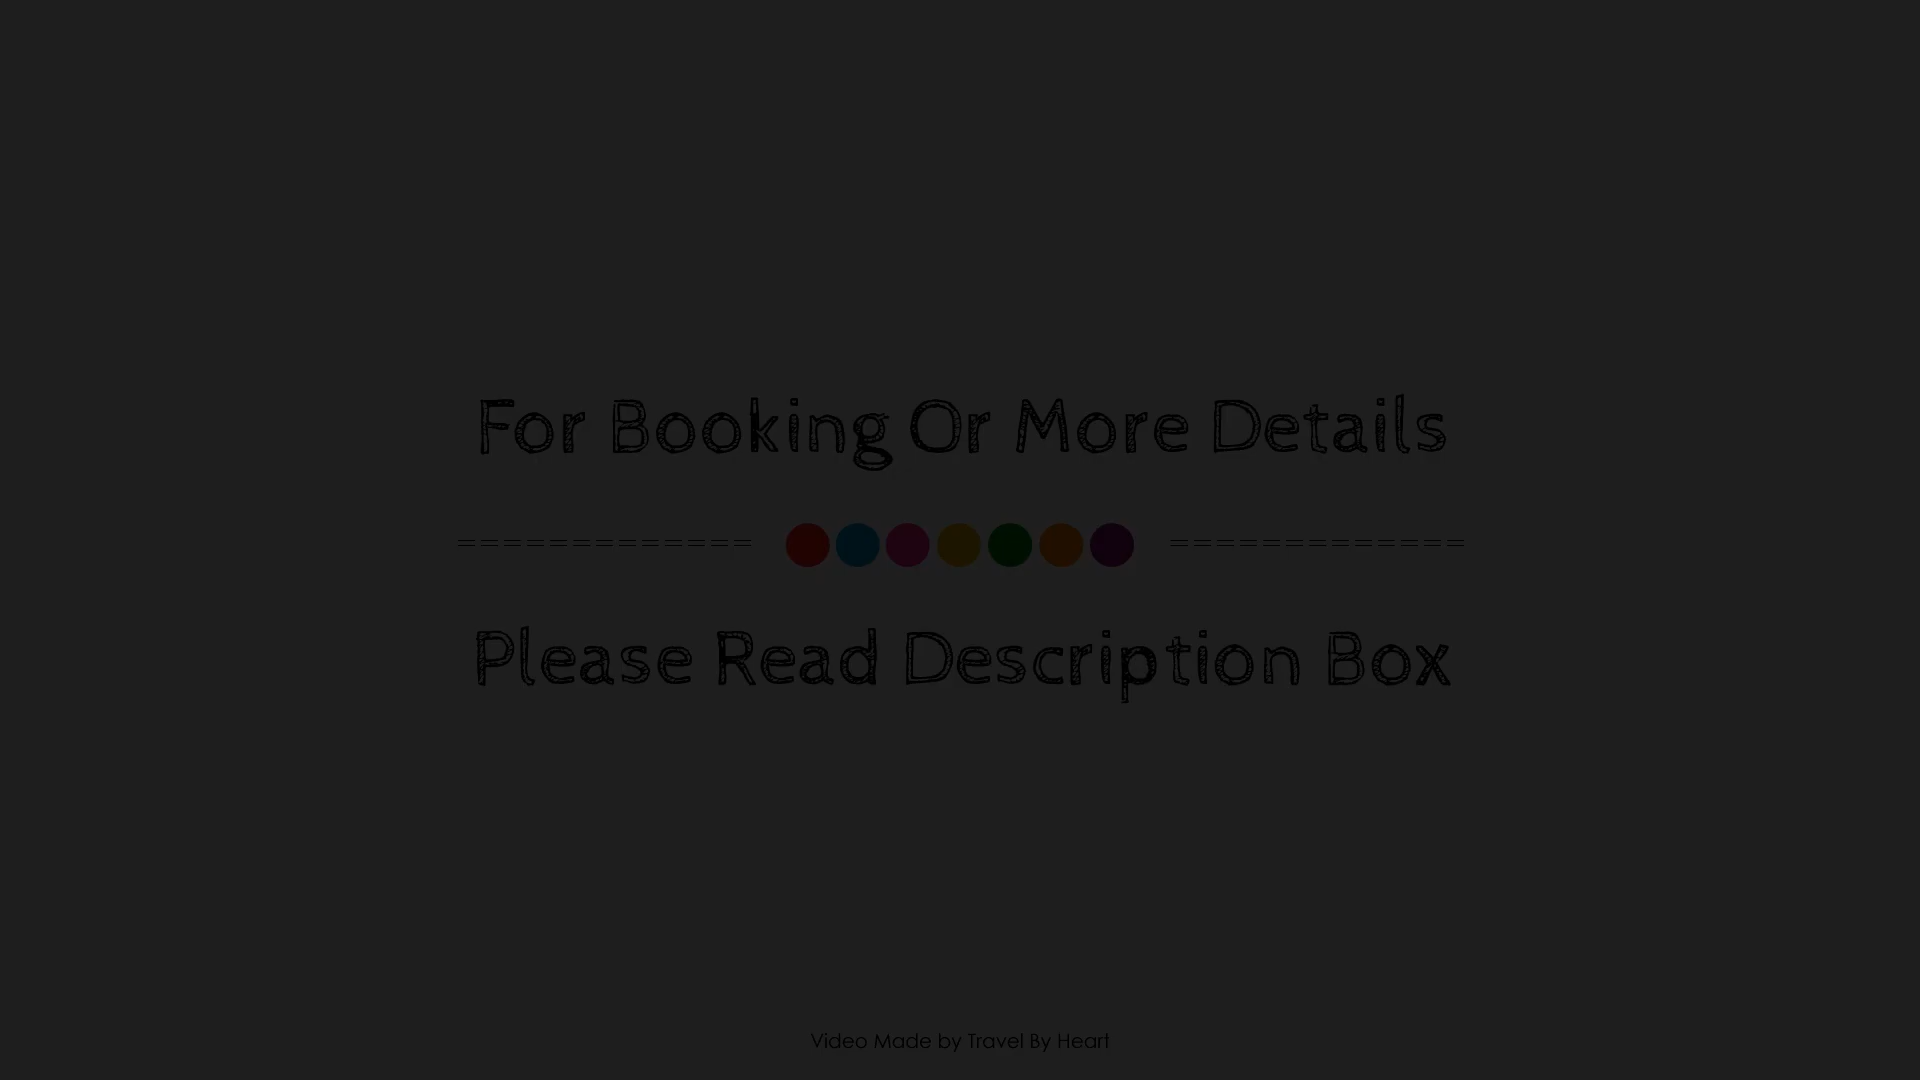 For Booking Or More Details
============= =============
Please Read Description Box
Video Made by Travel By Heart